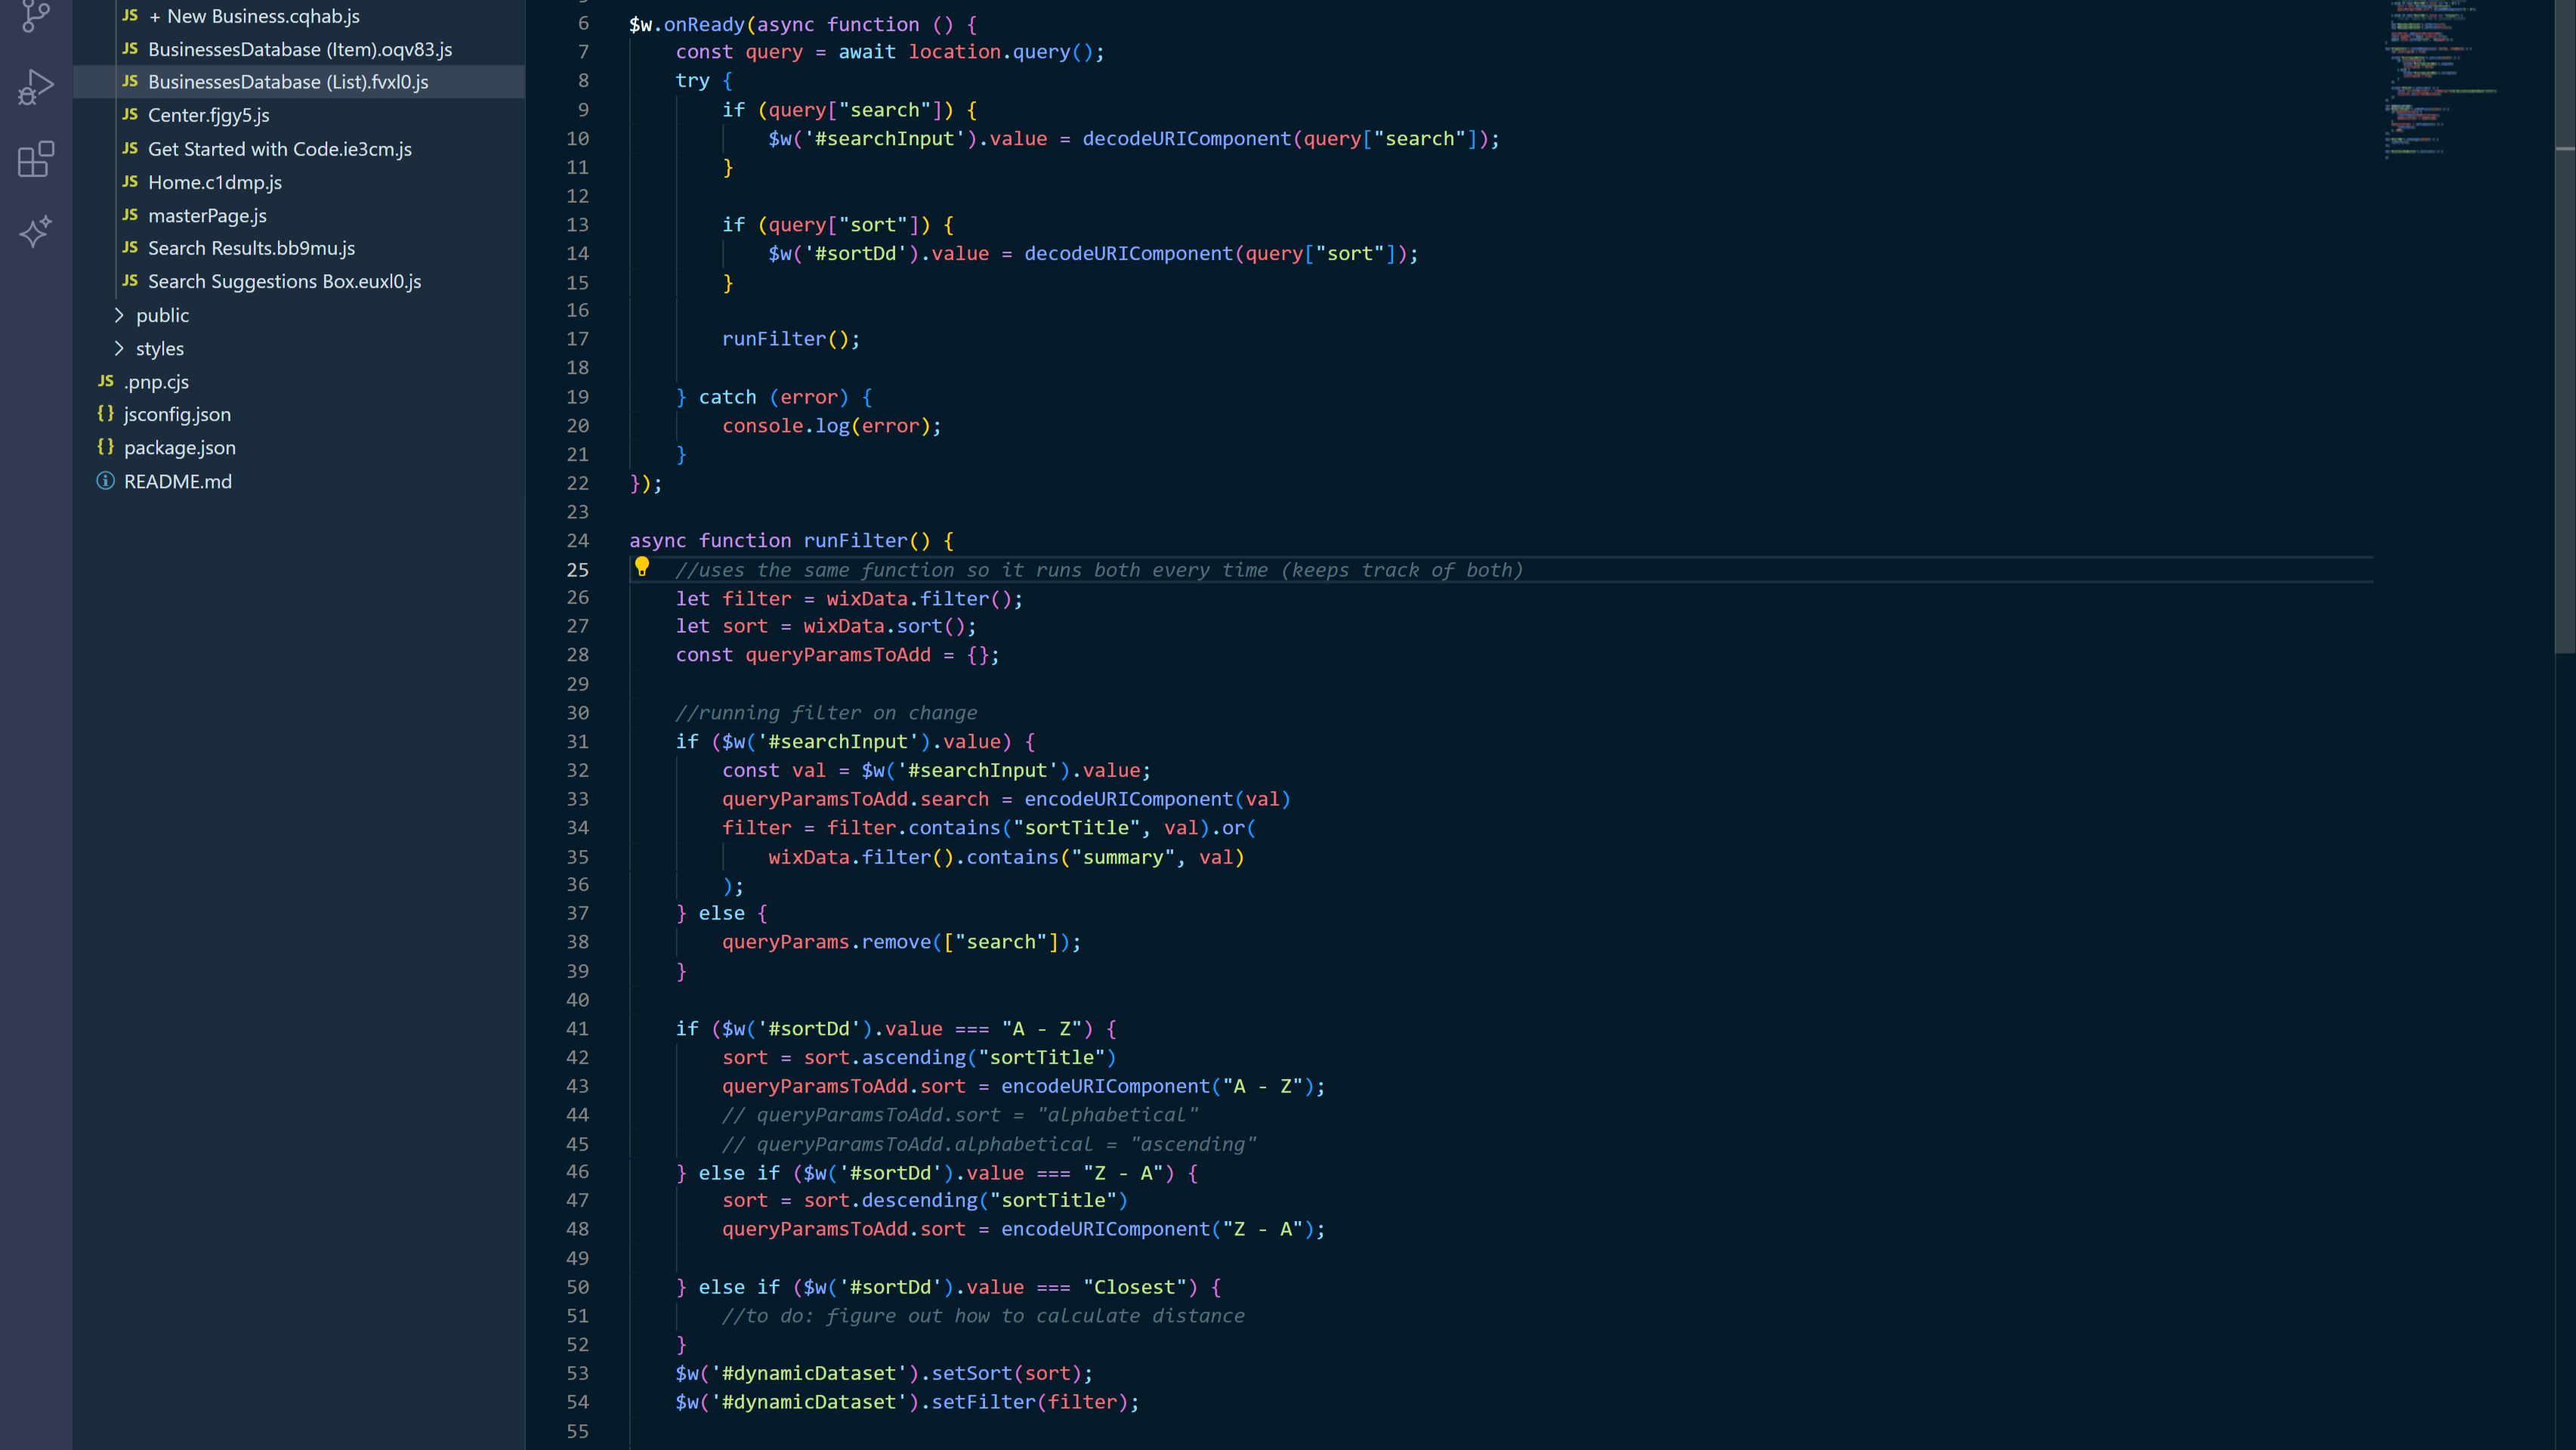 JS + New Business.cqhab.js
JS BusinessesDatabase (Item).oqv83.js
JS BusinessesDatabase (List).fvxl0.js
JS Center.fjgy5.js
JS Get Started with Code.ie3cm.js
JS Home.c1dmp.js
JS masterPage.js
JS Search Results.bb9mu.js
JS Search Suggestions Box.euxl0.js
public
styles
JS .pnp.cjs
{} jsconfig.json
{} package.json
README.md
6 $w.onReady(async function () {
7     const query = await location.query();
8     try {
9         if (query["search"]) {
10             $w('#searchInput').value = decodeURIComponent(query["search"]);
11         }
12
13         if (query["sort"]) {
14             $w('#sortDd').value = decodeURIComponent(query["sort"]);
15         }
16
17         runFilter();
18
19     } catch (error) {
20         console.log(error);
21     }
22 });
23
24 async function runFilter() {
25     //uses the same function so it runs both every time (keeps track of both)
26     let filter = wixData.filter();
27     let sort = wixData.sort();
28     const queryParamsToAdd = {};
29
30     //running filter on change
31     if ($w('#searchInput').value) {
32         const val = $w('#searchInput').value;
33         queryParamsToAdd.search = encodeURIComponent(val)
34         filter = filter.contains("sortTitle", val).or(
35             wixData.filter().contains("summary", val)
36         );
37     } else {
38         queryParams.remove(["search"]);
39     }
40
41     if ($w('#sortDd').value === "A - Z") {
42         sort = sort.ascending("sortTitle")
43         queryParamsToAdd.sort = encodeURIComponent("A - Z");
44         // queryParamsToAdd.sort = "alphabetical"
45         // queryParamsToAdd.alphabetical = "ascending"
46     } else if ($w('#sortDd').value === "Z - A") {
47         sort = sort.descending("sortTitle")
48         queryParamsToAdd.sort = encodeURIComponent("Z - A");
49
50     } else if ($w('#sortDd').value === "Closest") {
51         //to do: figure out how to calculate distance
52     }
53     $w('#dynamicDataset').setSort(sort);
54     $w('#dynamicDataset').setFilter(filter);
55